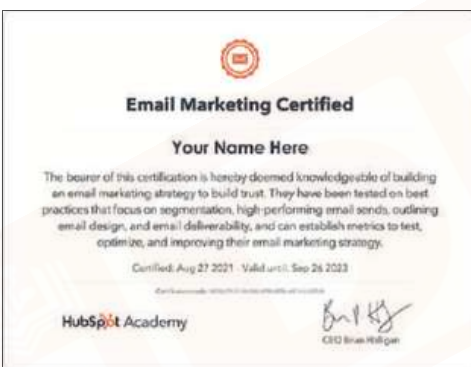 Email Marketing Certified
Your Name Here
The bearer of this certification is hereby deemed knowledgeable of building
an email marketing strategy to build trust. They have been tested on best
practices that focus on segmentation, high-performing email sends, outlining
email design, and email deliverability, and can establish metrics to test,
optimize, and improving their email marketing strategy.
Certified: Aug 27 2021 - Valid until: Sep 26 2023
HubSpot Academy
CEO Brian Halligan